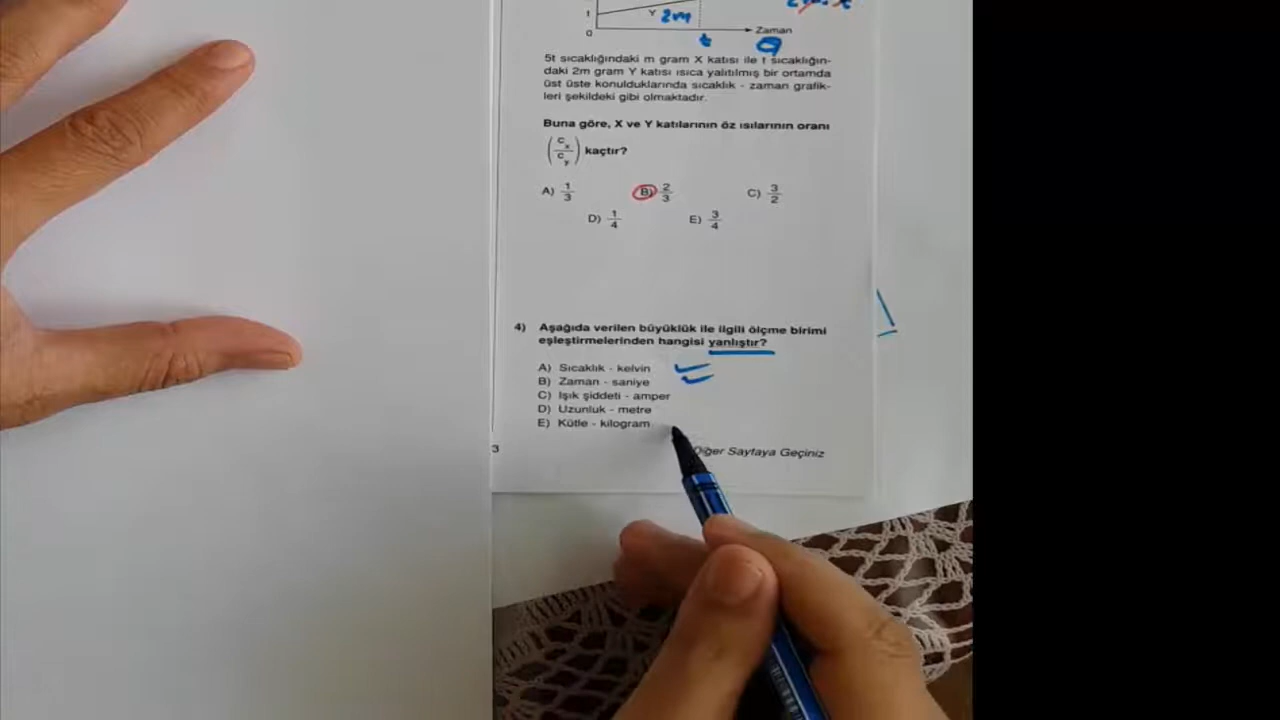 t
Y 2m
Zaman
0
t
Q
5t sıcaklığındaki m gram X katısı ile t sıcaklığın-
daki 2m gram Y katısı ısıca yalıtılmış bir ortamda
üst üste konulduklarında sıcaklık - zaman grafik-
leri şekildeki gibi olmaktadır.
Buna göre, X ve Y katılarının öz ısılarının oranı
(cx/cy) kaçtır?
A) 1/3 B) 2/3 C) 3/2
D) 1/4 E) 3/4
4) Aşağıda verilen büyüklük ile ilgili ölçme birimi
eşleştirmelerinden hangisi yanlıştır?
A) Sıcaklık - kelvin
B) Zaman - saniye
C) Işık şiddeti - amper
D) Uzunluk - metre
E) Kütle - kilogram
3
Diğer Sayfaya Geçiniz